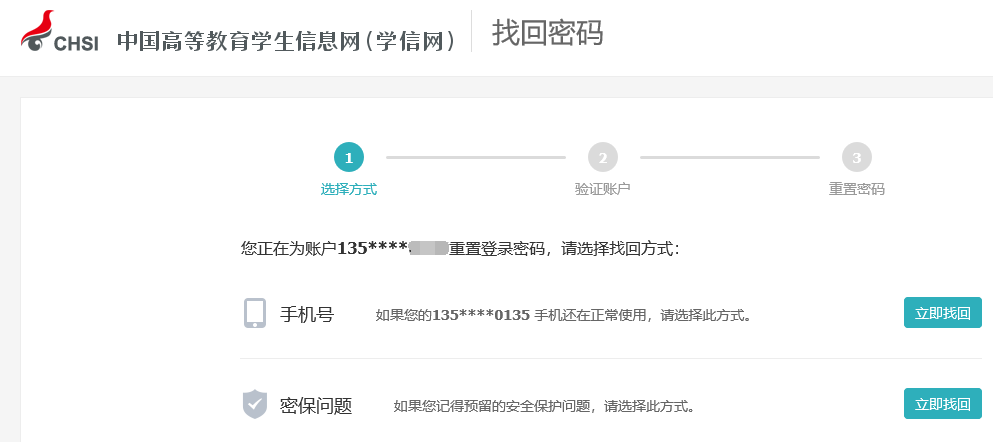 CHSI 中国高等教育学生信息网(学信网) 找回密码
1 2 3
选择方式 验证账户 重置密码
您正在为账户135****重置登录密码，请选择找回方式：
手机号 如果您的135****0135 手机还在正常使用，请选择此方式。 立即找回
密保问题 如果您记得预留的安全保护问题，请选择此方式。 立即找回